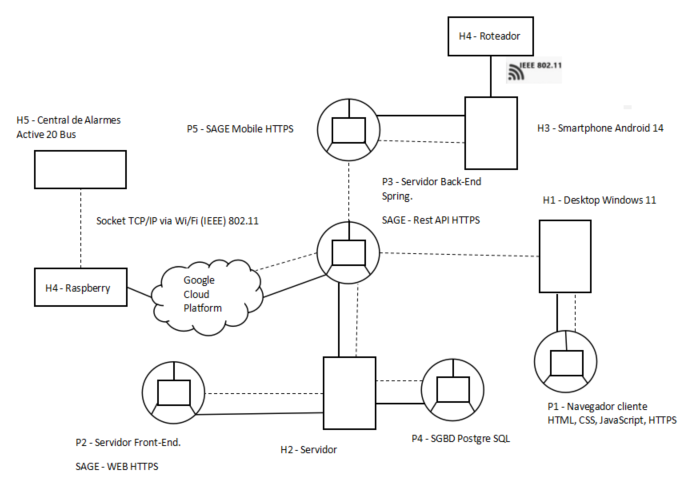 H4 - Roteador
IEEE 802.11
H5 - Central de Alarmes
Active 20 Bus
P5 - SAGE Mobile HTTPS
H3 - Smartphone Android 14
P3 - Servidor Back-End
Spring.
SAGE - Rest API HTTPS
H1 - Desktop Windows 11
Socket TCP/IP via Wi/Fi (IEEE) 802.11
H4 - Raspberry
Google
Cloud
Platform
P1 - Navegador cliente
HTML, CSS, JavaScript, HTTPS
P2 - Servidor Front-End.
SAGE - WEB HTTPS
H2 - Servidor
P4 - SGBD Postgre SQL